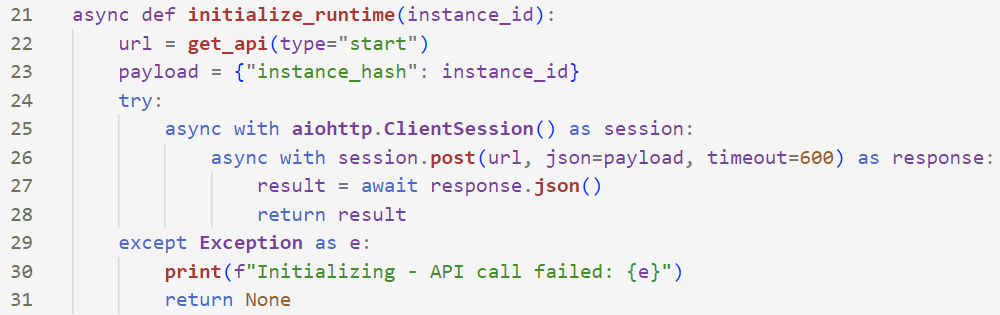 21 async def initialize_runtime(instance_id):
22     url = get_api(type="start")
23     payload = {"instance_hash": instance_id}
24     try:
25         async with aiohttp.ClientSession() as session:
26             async with session.post(url, json=payload, timeout=600) as response:
27                 result = await response.json()
28                 return result
29     except Exception as e:
30         print(f"Initializing - API call failed: {e}")
31         return None